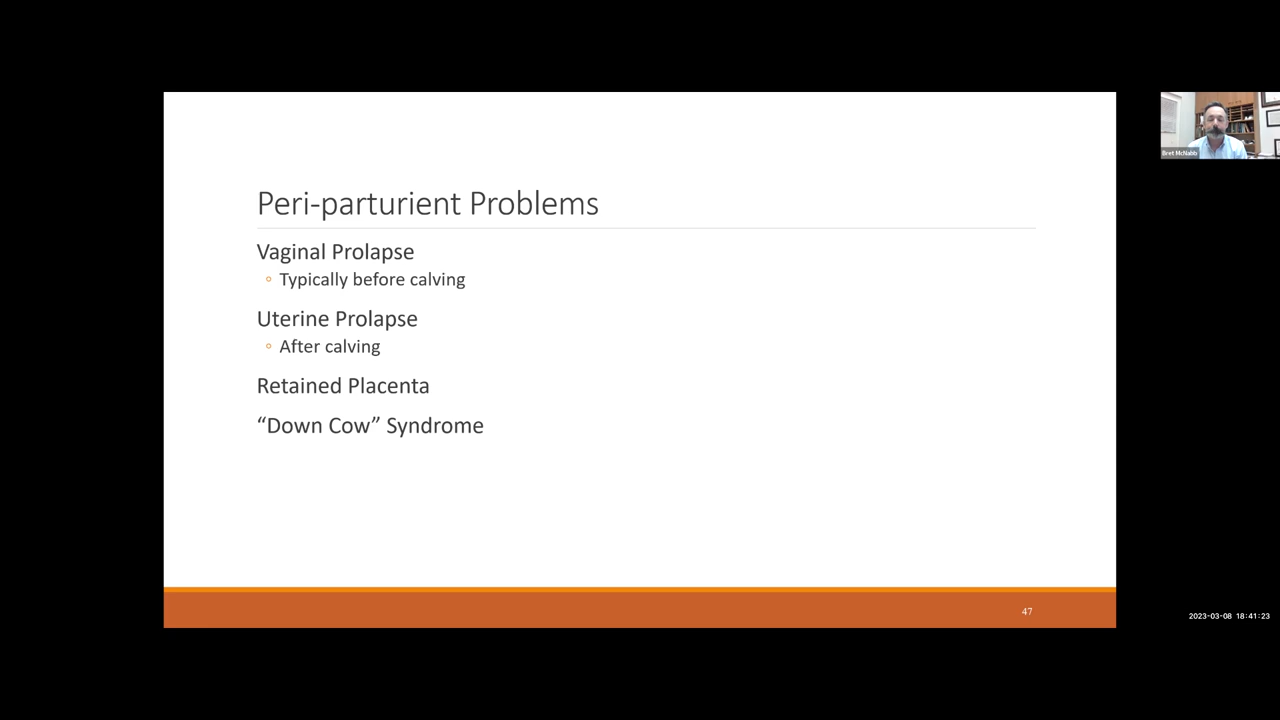 Peri-parturient Problems
Vaginal Prolapse
◦ Typically before calving
Uterine Prolapse
◦ After calving
Retained Placenta
“Down Cow” Syndrome
47
Bret McNabb
2023-03-08 18:41:23